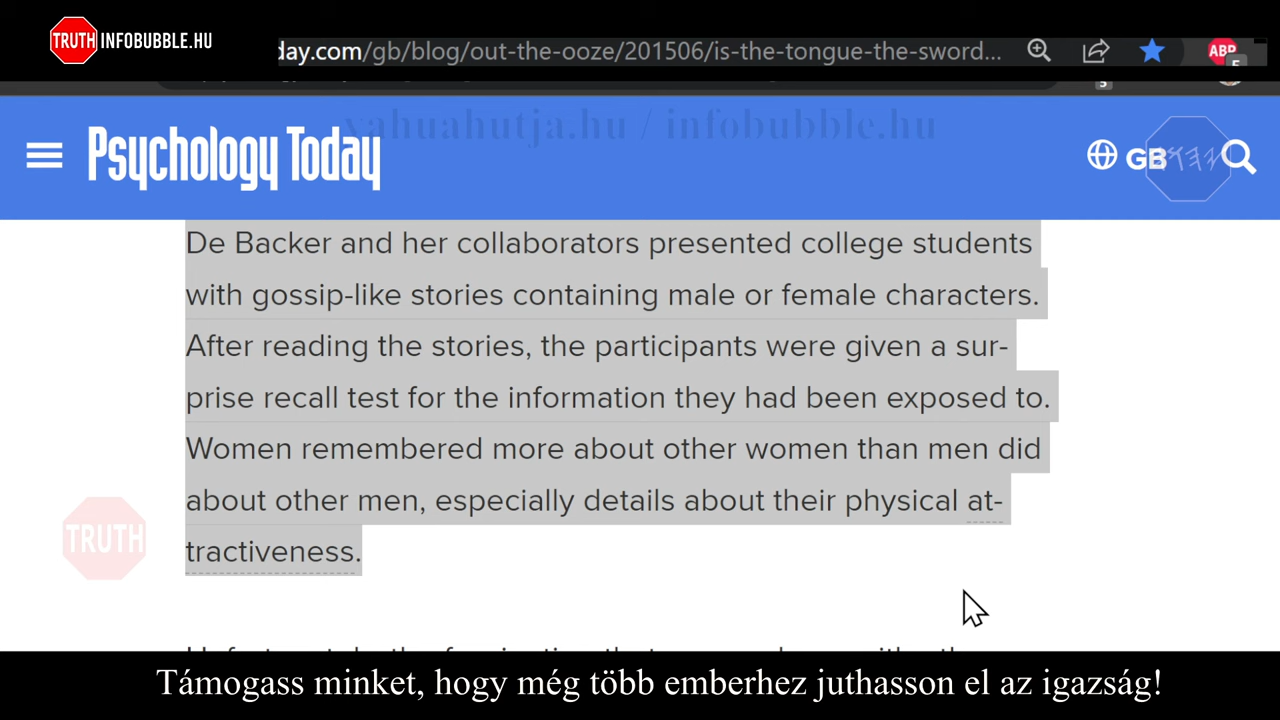 TRUTH INFOBUBBLE.HU
day.com/gb/blog/out-the-ooze/201506/is-the-tongue-the-sword...
ABP
5
5
yahuahutja.hu / infobubble.hu
Psychology Today
GB
𐤉𐤄𐤅𐤄
De Backer and her collaborators presented college students
with gossip-like stories containing male or female characters.
After reading the stories, the participants were given a sur-
prise recall test for the information they had been exposed to.
Women remembered more about other women than men did
about other men, especially details about their physical at-
tractiveness.
TRUTH
Támogass minket, hogy még több emberhez juthasson el az igazság!